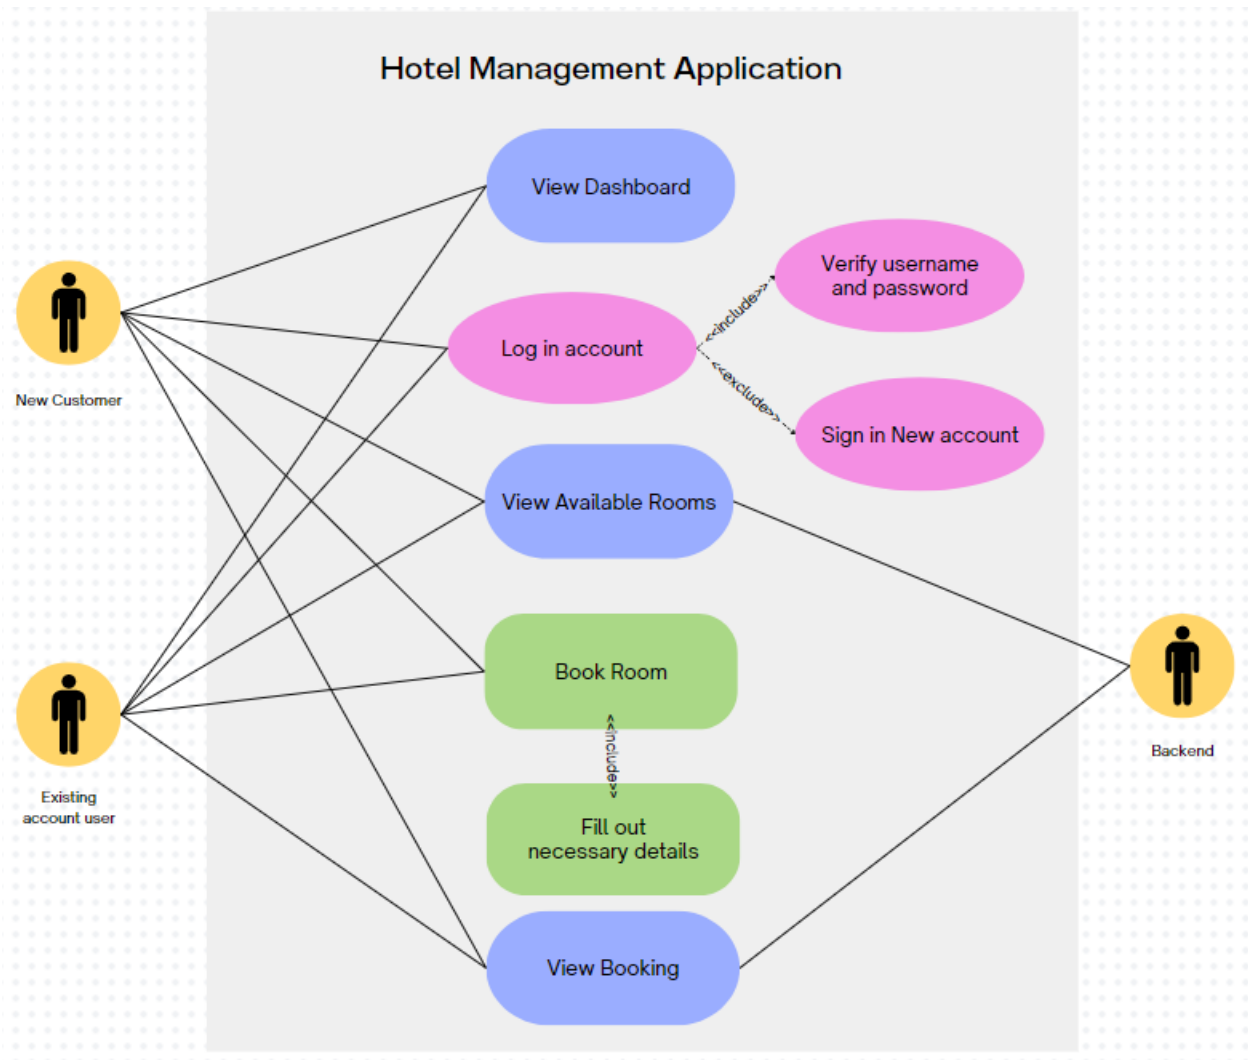 Hotel Management Application
View Dashboard
Verify username
and password
<<include>>
Log in account
<<exclude>>
New Customer
Sign in New account
View Available Rooms
Book Room
<<include>>
Backend
Existing
account user
Fill out
necessary details
View Booking